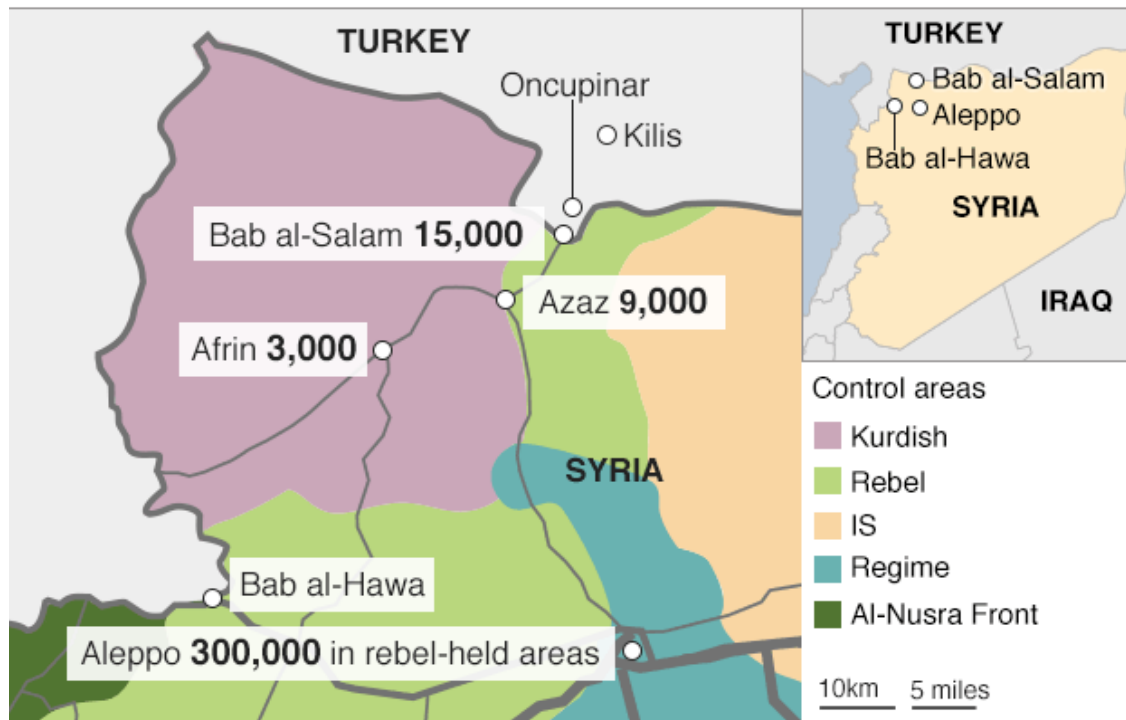 TURKEY
Oncupinar
Kilis
Bab al-Salam 15,000
Azaz 9,000
Afrin 3,000
SYRIA
Bab al-Hawa
Aleppo 300,000 in rebel-held areas
TURKEY
Bab al-Salam
Aleppo
Bab al-Hawa
SYRIA
IRAQ
Control areas
Kurdish
Rebel
IS
Regime
Al-Nusra Front
10km 5 miles